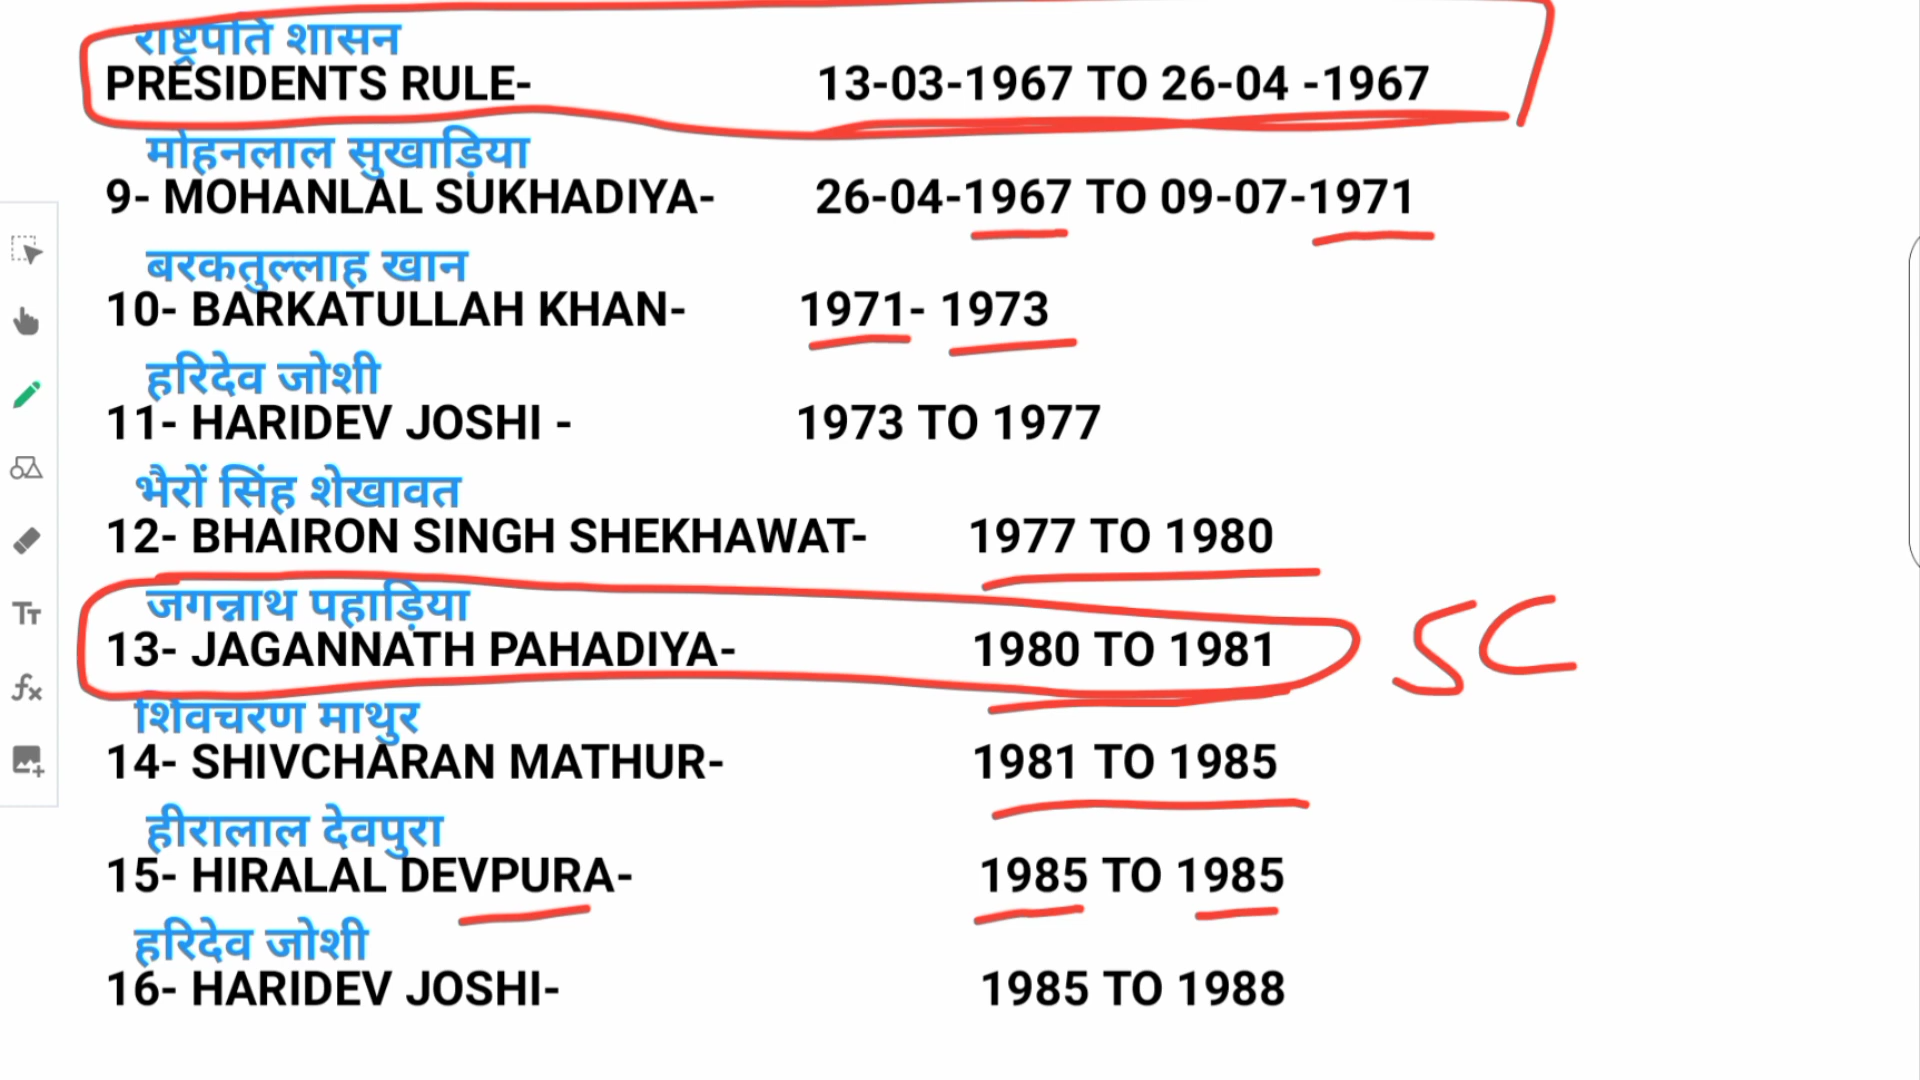 राष्ट्रपति शासन
PRESIDENTS RULE- 13-03-1967 TO 26-04 -1967
मोहनलाल सुखाड़िया
9- MOHANLAL SUKHADIYA- 26-04-1967 TO 09-07-1971
बरकतुल्लाह खान
10- BARKATULLAH KHAN- 1971- 1973
हरिदेव जोशी
11- HARIDEV JOSHI - 1973 TO 1977
भैरों सिंह शेखावत
12- BHAIRON SINGH SHEKHAWAT- 1977 TO 1980
जगन्नाथ पहाड़िया
13- JAGANNATH PAHADIYA- 1980 TO 1981 SC
शिवचरण माथुर
14- SHIVCHARAN MATHUR- 1981 TO 1985
हीरालाल देवपुरा
15- HIRALAL DEVPURA- 1985 TO 1985
हरिदेव जोशी
16- HARIDEV JOSHI- 1985 TO 1988
Tт
fx